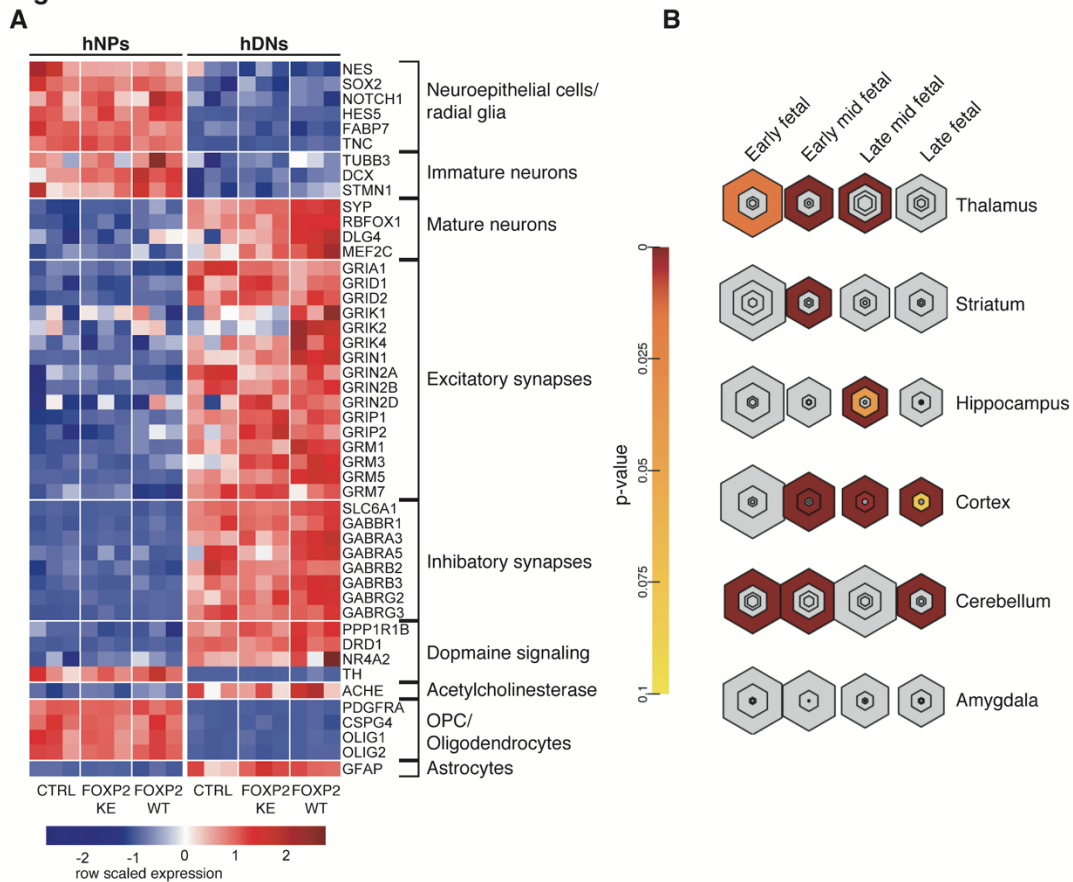 A
B
hNPs
hDNs
NES
SOX2
NOTCH1
HES5
FABP7
TNC
Neuroepithelial cells/
radial glia
TUBB3
DCX
STMN1
Immature neurons
SYP
RBFOX1
DLG4
MEF2C
Mature neurons
GRIA1
GRID1
GRID2
GRIK1
GRIK2
GRIK4
GRIN1
GRIN2A
GRIN2B
GRIN2D
GRIP1
GRIP2
GRM1
GRM3
GRM5
GRM7
Excitatory synapses
SLC6A1
GABBR1
GABRA3
GABRA5
GABRB2
GABRB3
GABRG2
GABRG3
Inhibatory synapses
PPP1R1B
DRD1
NR4A2
TH
Dopmaine signaling
ACHE
Acetylcholinesterase
PDGFRA
CSPG4
OLIG1
OLIG2
OPC/
Oligodendrocytes
GFAP
Astrocytes
CTRL FOXP2 FOXP2 CTRL FOXP2 FOXP2
KE WT KE WT
-2 -1 0 1 2
row scaled expression
Early fetal
Early mid fetal
Late mid fetal
Late fetal
Thalamus
Striatum
Hippocampus
Cortex
Cerebellum
Amygdala
p-value
0
0.025
0.05
0.075
0.1